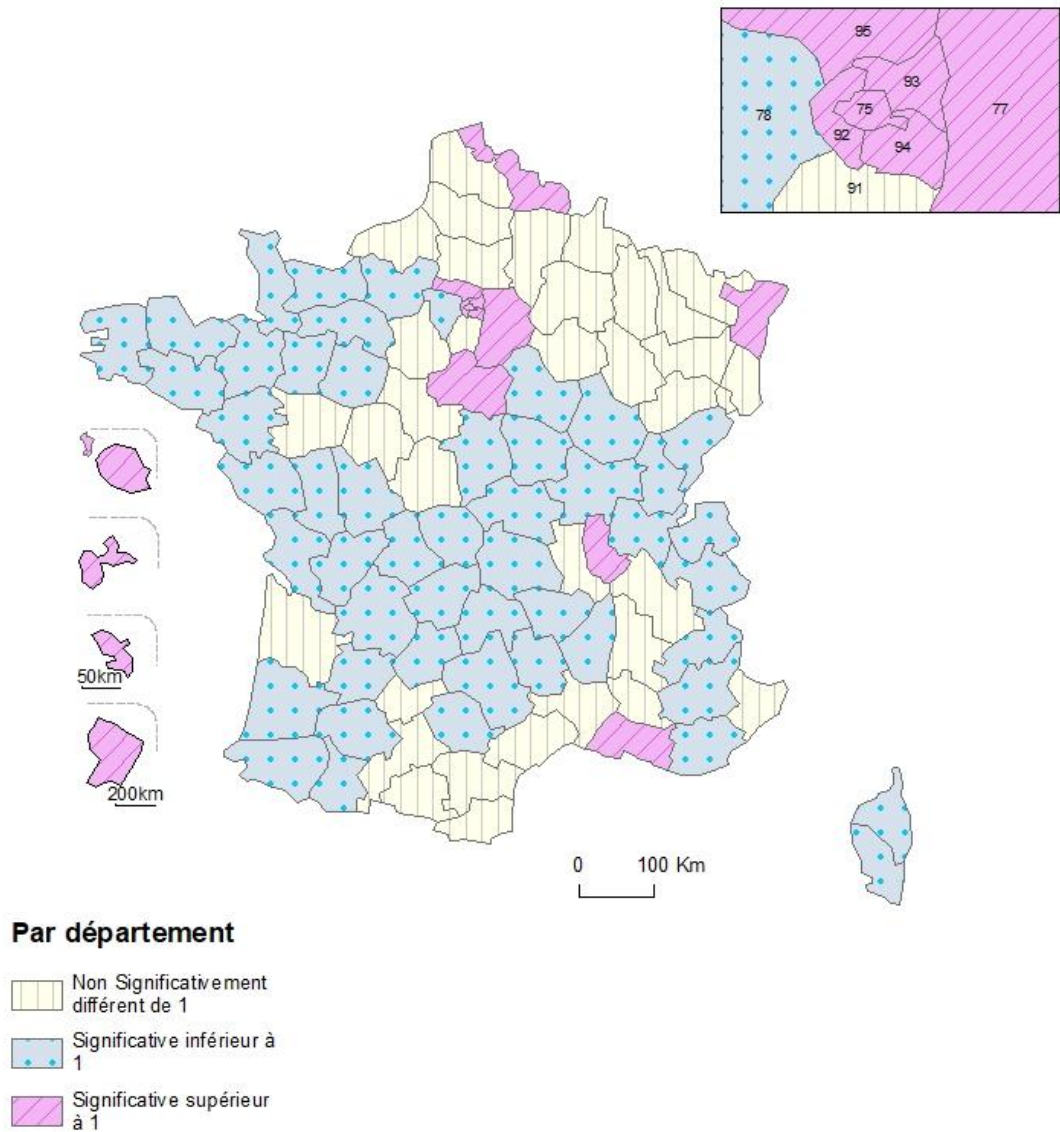 95
93
78
75
77
92
94
91
50km
200km
0 100 Km
Par département
Non Significativement
différent de 1
Significative inférieur à
1
Significative supérieur
à 1